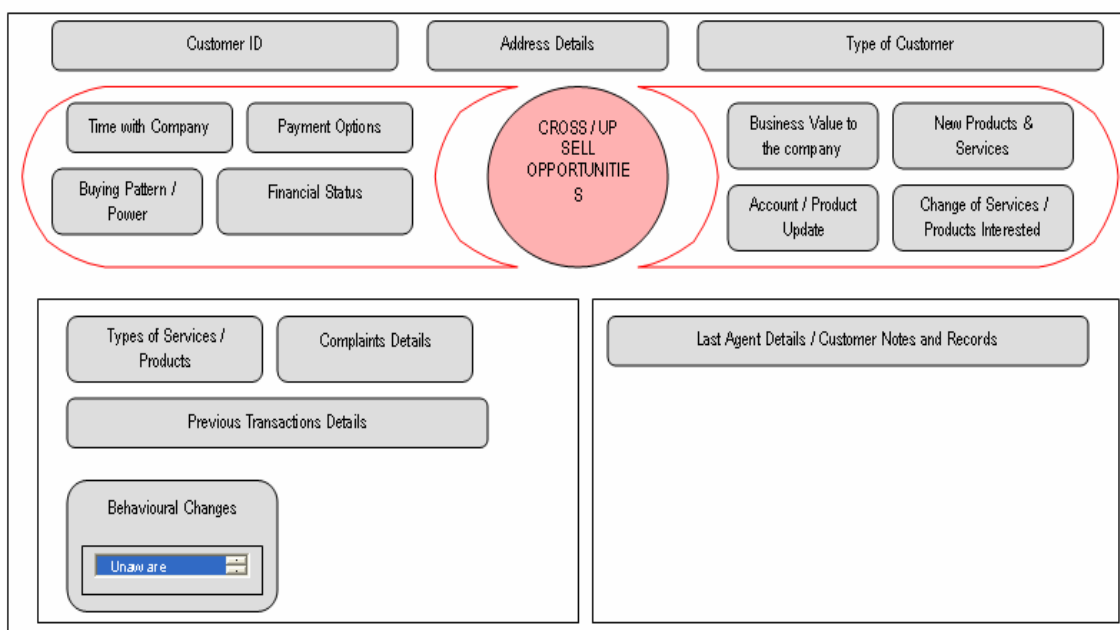 Customer ID
Address Details
Type of Customer
Time with Company
Payment Options
Buying Pattern /
Power
Financial Status
CROSS / UP
SELL
OPPORTUNITIE
S
Business Value to
the company
New Products &
Services
Account / Product
Update
Change of Services /
Products Interested
Types of Services /
Products
Complaints Details
Previous Transactions Details
Behavioural Changes
Unaware
Last Agent Details / Customer Notes and Records